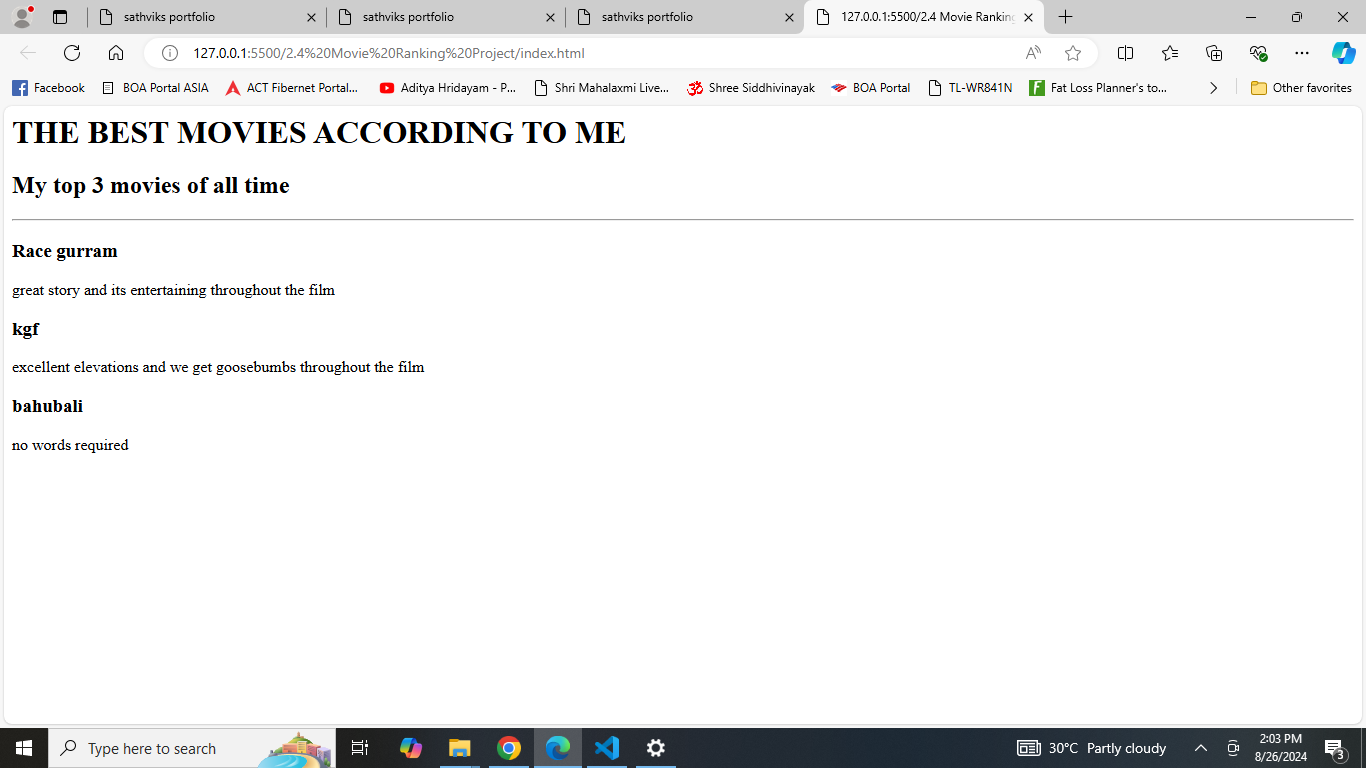 sathviks portfolio
sathviks portfolio
sathviks portfolio
127.0.0.1:5500/2.4 Movie Ranking
127.0.0.1:5500/2.4%20Movie%20Ranking%20Project/index.html
Facebook
BOA Portal ASIA
ACT Fibernet Portal...
Aditya Hridayam - P...
Shri Mahalaxmi Live...
Shree Siddhivinayak
BOA Portal
TL-WR841N
Fat Loss Planner's to...
Other favorites
THE BEST MOVIES ACCORDING TO ME
My top 3 movies of all time
Race gurram
great story and its entertaining throughout the film
kgf
excellent elevations and we get goosebumbs throughout the film
bahubali
no words required
Type here to search
30°C Partly cloudy
2:03 PM
8/26/2024
3